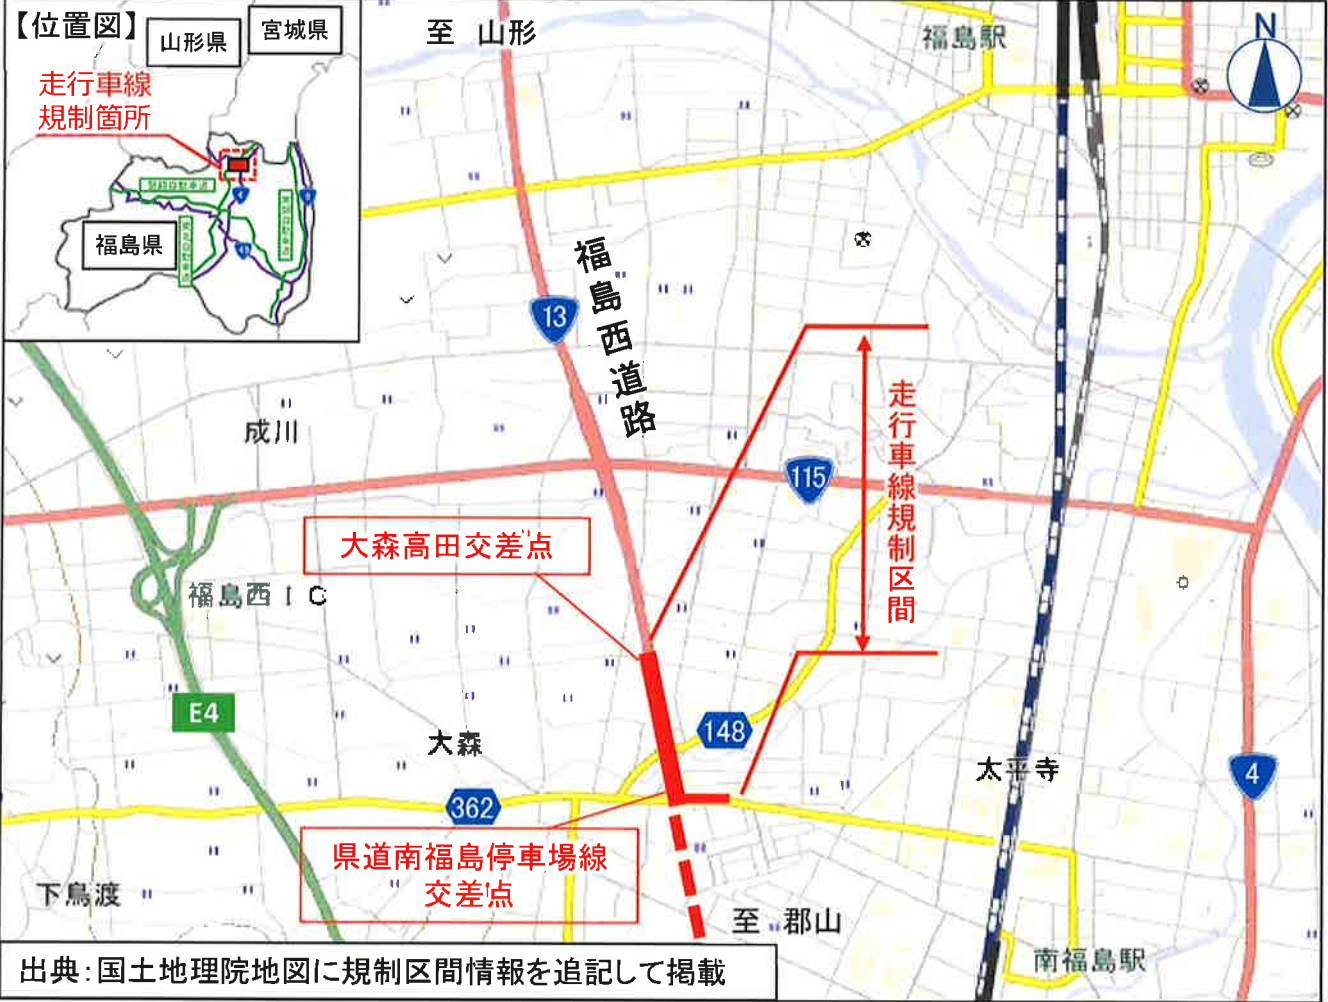 【位置図】
山形県
宮城県
走行車線
規制箇所
福島県
4
至 山形
福島駅
N
福島西道路
13
走行車線規制区間
成川
115
大森高田交差点
福島西IC
E4
大森
148
太平寺
4
362
県道南福島停車場線
交差点
下鳥渡
至 郡山
南福島駅
出典:国土地理院地図に規制区間情報を追記して掲載